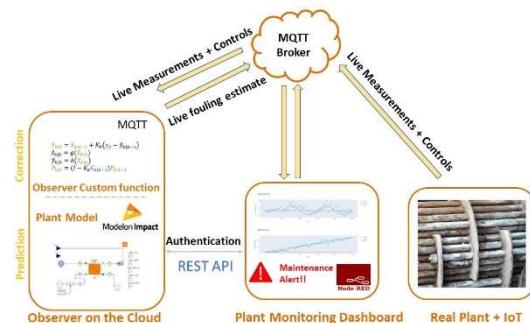 MQTT
Broker
Live Measurements + Controls
Live fouling estimate
Live Measurements + Controls
MQTT
Correction
Observer Custom function
Plant Model
Modelon Impact
Prediction
Authentication
REST API
Maintenance
Alert!!
Node-RED
Observer on the Cloud
Plant Monitoring Dashboard
Real Plant + IoT